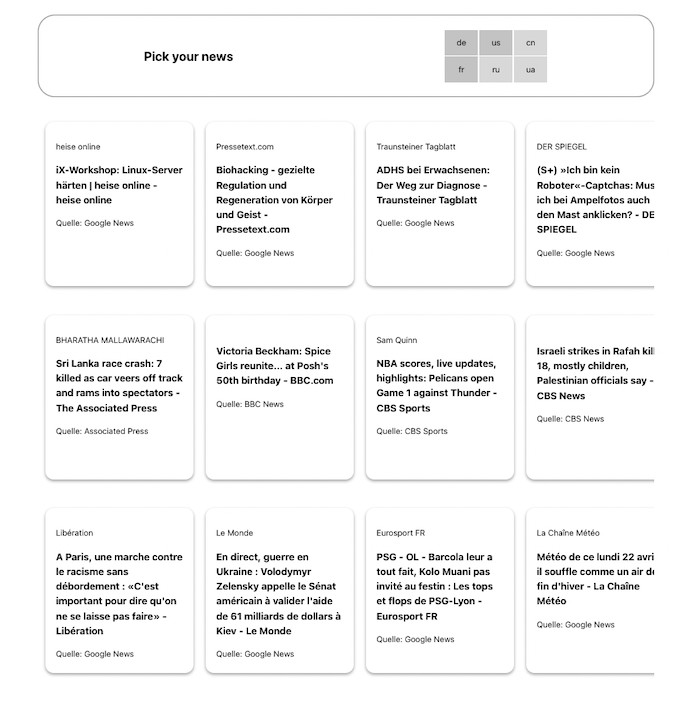 Pick your news
de us cn
fr ru ua
heise online
iX-Workshop: Linux-Server
härten | heise online -
heise online
Quelle: Google News
Pressetext.com
Biohacking - gezielte
Regulation und
Regeneration von Körper
und Geist -
Pressetext.com
Quelle: Google News
Traunsteiner Tagblatt
ADHS bei Erwachsenen:
Der Weg zur Diagnose -
Traunsteiner Tagblatt
Quelle: Google News
DER SPIEGEL
(S+) »Ich bin kein
Roboter«-Captchas: Mus
ich bei Ampelfotos auch
den Mast anklicken? - DE
SPIEGEL
Quelle: Google News
BHARATHA MALLAWARACHI
Sri Lanka race crash: 7
killed as car veers off track
and rams into spectators -
The Associated Press
Quelle: Associated Press
Victoria Beckham: Spice
Girls reunite... at Posh's
50th birthday - BBC.com
Quelle: BBC News
Sam Quinn
NBA scores, live updates,
highlights: Pelicans open
Game 1 against Thunder -
CBS Sports
Quelle: CBS Sports
Israeli strikes in Rafah kil
18, mostly children,
Palestinian officials say -
CBS News
Quelle: CBS News
Libération
A Paris, une marche contre
le racisme sans
débordement : «C'est
important pour dire qu'on
ne se laisse pas faire» -
Libération
Quelle: Google News
Le Monde
En direct, guerre en
Ukraine : Volodymyr
Zelensky appelle le Sénat
américain à valider l'aide
de 61 milliards de dollars à
Kiev - Le Monde
Quelle: Google News
Eurosport FR
PSG - OL - Barcola leur a
tout fait, Kolo Muani pas
invité au festin : Les tops
et flops de PSG-Lyon -
Eurosport FR
Quelle: Google News
La Chaîne Météo
Météo de ce lundi 22 avri
il souffle comme un air de
fin d'hiver - La Chaîne
Météo
Quelle: Google News